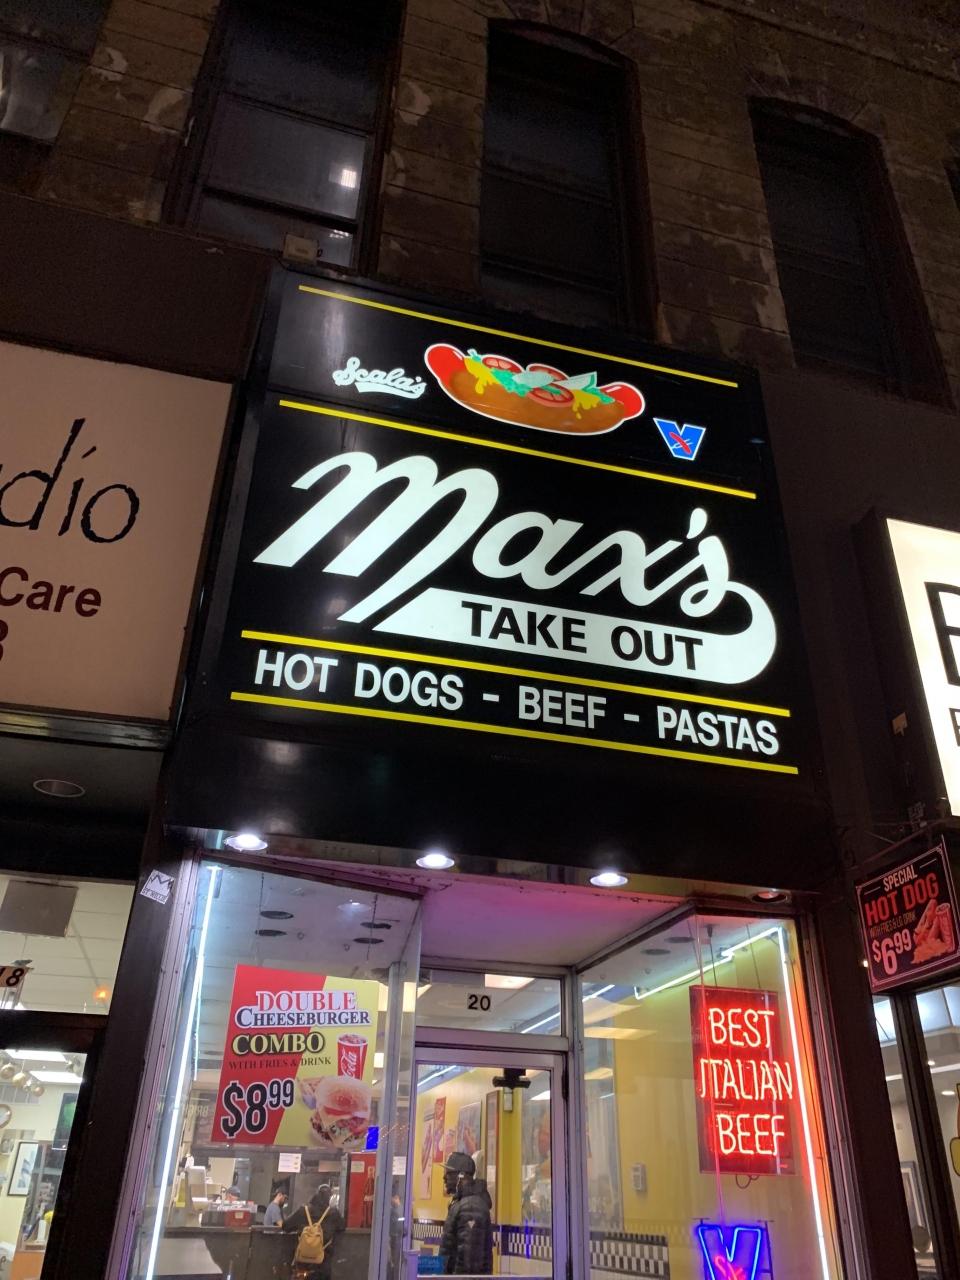 Scala's
V
Max's
TAKE OUT
HOT DOGS - BEEF - PASTAS
dio
Care
SPECIAL
HOT DOG
$6.99
18
20
DOUBLE
CHEESEBURGER
COMBO
WITH FRIES & DRINK
$8.99
BEST
ITALIAN
BEEF
V